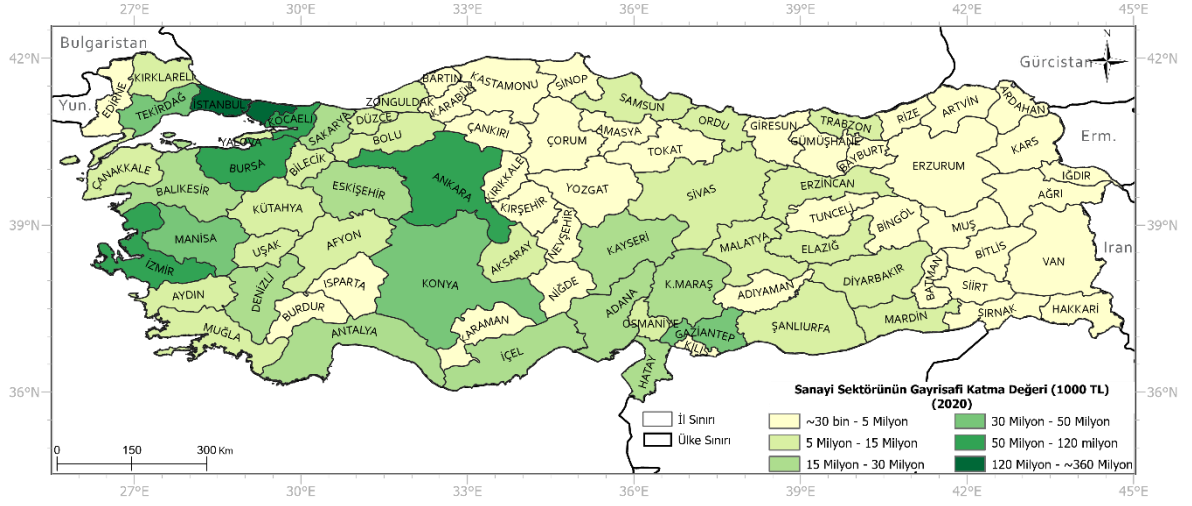 27°E 30°E 33°E 36°E 39°E 42°E 45°E
Bulgaristan
N
42°N
42°N
Gürcistan
KIRKLARELİ
EDİRNE
Yun.
TEKİRDAĞ
İSTANBUL
KOCAELİ
YALOVA
SAKARYA
DÜZCE
ZONGULDAK
BARTIN
KARABÜK
KASTAMONU
SİNOP
SAMSUN
ORDU
GİRESUN
TRABZON
RİZE
ARTVİN
ARDAHAN
Erm.
ÇANAKKALE
BALIKESİR
BURSA
BİLECİK
BOLU
ÇANKIRI
ÇORUM
AMASYA
TOKAT
GÜMÜŞHANE
BAYBURT
ERZURUM
KARS
IĞDIR
AĞRI
ESKİŞEHİR
ANKARA
KIRIKKALE
KIRŞEHİR
YOZGAT
SİVAS
ERZİNCAN
TUNCELİ
BİNGÖL
MUŞ
BİTLİS
VAN
39°N
39°N
Iran
MANİSA
KÜTAHYA
UŞAK
AFYON
AKSARAY
NEVŞEHİR
KAYSERİ
MALATYA
ELAZIĞ
DİYARBAKIR
BATMAN
SİİRT
İZMİR
AYDIN
DENİZLİ
ISPARTA
BURDUR
KONYA
NİĞDE
ADANA
K.MARAŞ
ADIYAMAN
ŞANLIURFA
MARDİN
ŞIRNAK
HAKKARİ
MUĞLA
ANTALYA
KARAMAN
İÇEL
OSMANİYE
GAZİANTEP
KİLİS
HATAY
36°N
36°N
Sanayi Sektörünün Gayrisafi Katma Değeri (1000 TL)
(2020)
İl Sınırı
Ülke Sınırı
~30 bin - 5 Milyon
5 Milyon - 15 Milyon
15 Milyon - 30 Milyon
30 Milyon - 50 Milyon
50 Milyon - 120 milyon
120 Milyon - ~360 Milyon
0 150 300 Km
27°E 30°E 33°E 36°E 39°E 42°E 45°E